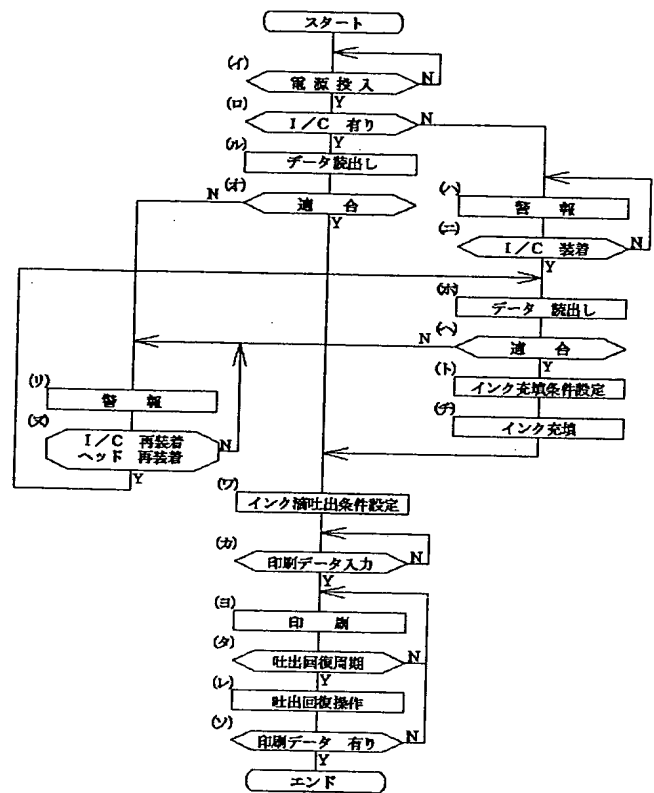 スタート
(イ)
電源投入
N
Y
(ロ)
I/C 有り
N
Y
(ル)
データ読出し
(オ)
適 合
N
Y
(ハ)
警 報
(ニ)
I/C 装着
N
Y
(ホ)
データ 読出し
(ヘ)
適 合
N
Y
(ト)
インク充填条件設定
(チ)
インク充填
(リ)
警 報
(ヌ)
I/C 再装着
ヘッド 再装着
N
Y
(ワ)
インク滴吐出条件設定
(カ)
印刷データ入力
N
Y
(ヨ)
印 刷
(タ)
吐出回復周期
N
Y
(レ)
吐出回復操作
(ソ)
印刷データ 有り
N
Y
エンド